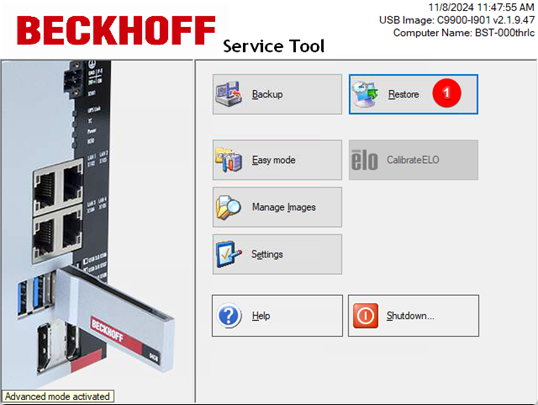 11/8/2024 11:47:55 AM
USB Image: C9900-I901 v2.1.9.47
Computer Name: BST-000thrlc
BECKHOFF
Service Tool
Backup
Restore
1
Easy mode
elo
CalibrateELO
Manage Images
Settings
Help
Shutdown...
BECKHOFF
Advanced mode activated